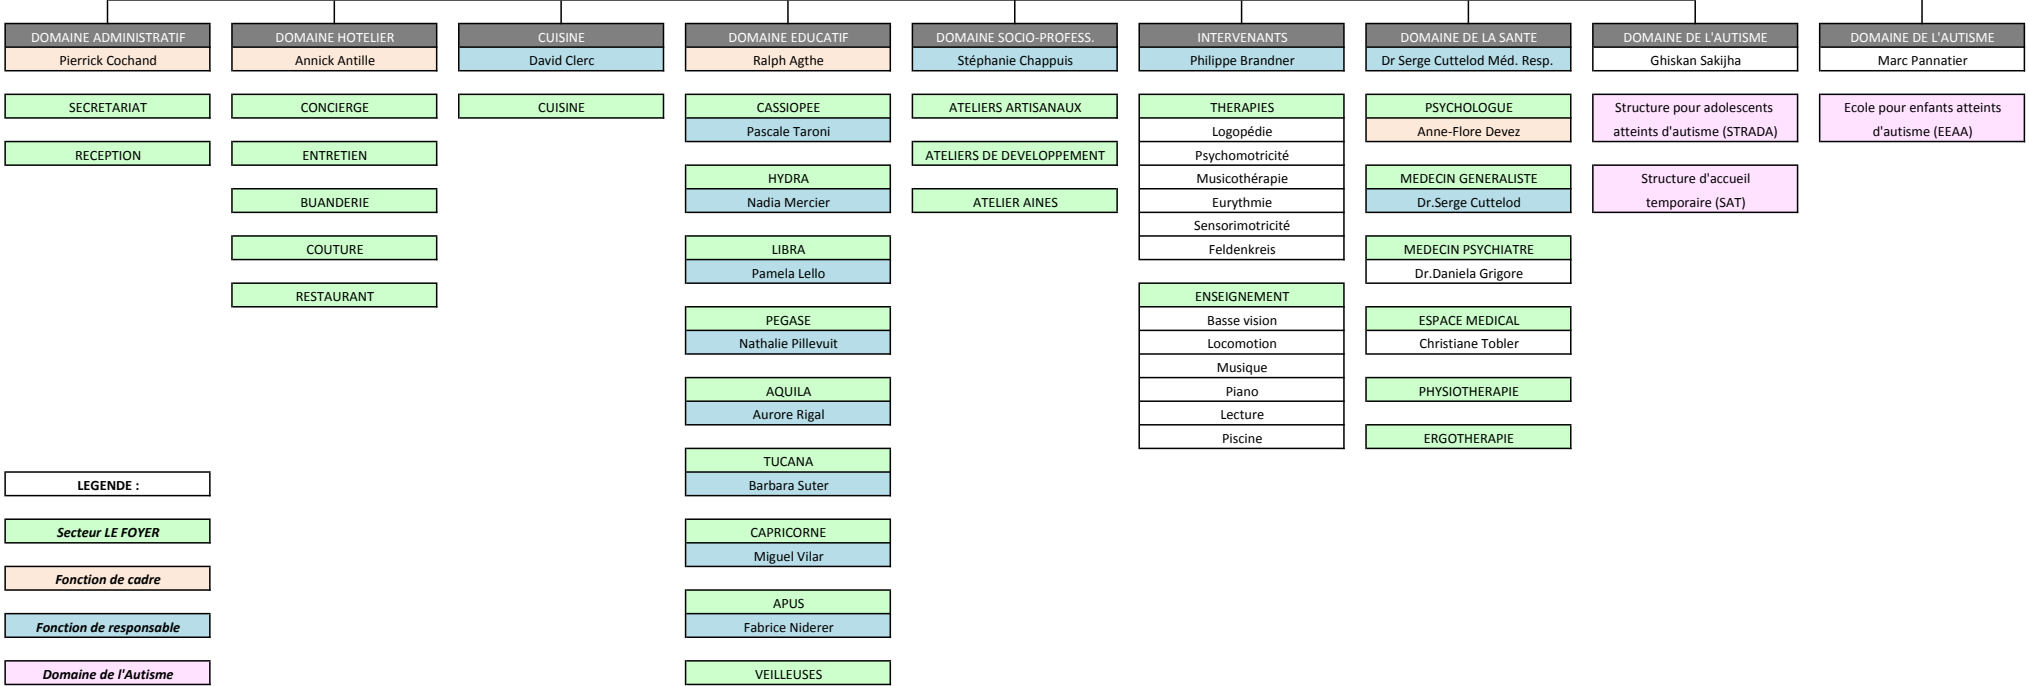 DOMAINE ADMINISTRATIF
Pierrick Cochand
SECRETARIAT
RECEPTION
LEGENDE :
Secteur LE FOYER
Fonction de cadre
Fonction de responsable
Domaine de l'Autisme
DOMAINE HOTELIER
Annick Antille
CONCIERGE
ENTRETIEN
BUANDERIE
COUTURE
RESTAURANT
CUISINE
David Clerc
CUISINE
DOMAINE EDUCATIF
Ralph Agthe
CASSIOPEE
Pascale Taroni
HYDRA
Nadia Mercier
LIBRA
Pamela Lello
PEGASE
Nathalie Pillevuit
AQUILA
Aurore Rigal
TUCANA
Barbara Suter
CAPRICORNE
Miguel Vilar
APUS
Fabrice Niderer
VEILLEUSES
DOMAINE SOCIO-PROFESS.
Stéphanie Chappuis
ATELIERS ARTISANAUX
ATELIERS DE DEVELOPPEMENT
ATELIER AINES
INTERVENANTS
Philippe Brandner
THERAPIES
Logopédie
Psychomotricité
Musicothérapie
Eurythmie
Sensorimotricité
Feldenkreis
ENSEIGNEMENT
Basse vision
Locomotion
Musique
Piano
Lecture
Piscine
DOMAINE DE LA SANTE
Dr Serge Cuttelod Méd. Resp.
PSYCHOLOGUE
Anne-Flore Devez
MEDECIN GENERALISTE
Dr.Serge Cuttelod
MEDECIN PSYCHIATRE
Dr.Daniela Grigore
ESPACE MEDICAL
Christiane Tobler
PHYSIOTHERAPIE
ERGOTHERAPIE
DOMAINE DE L'AUTISME
Ghiskan Sakijha
Structure pour adolescents
atteints d'autisme (STRADA)
Structure d'accueil
temporaire (SAT)
DOMAINE DE L'AUTISME
Marc Pannatier
Ecole pour enfants atteints
d'autisme (EEAA)